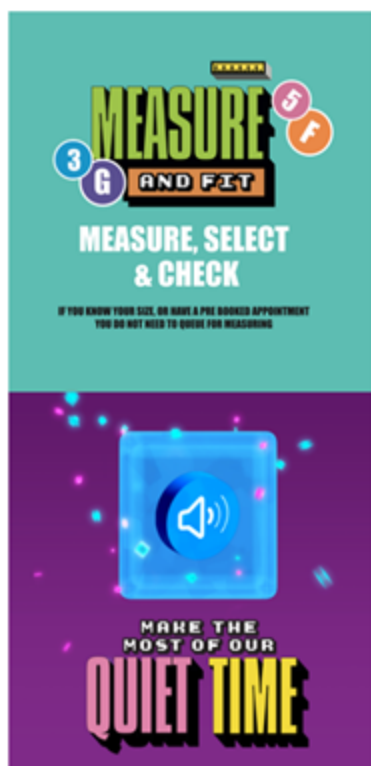 MEASURE
5
F
3
G
AND FIT
MEASURE, SELECT
& CHECK
IF YOU KNOW YOUR SIZE, OR HAVE A PRE BOOKED APPOINTMENT
YOU DO NOT NEED TO QUEUE FOR MEASURING
MAKE THE
MOST OF OUR
QUIET TIME